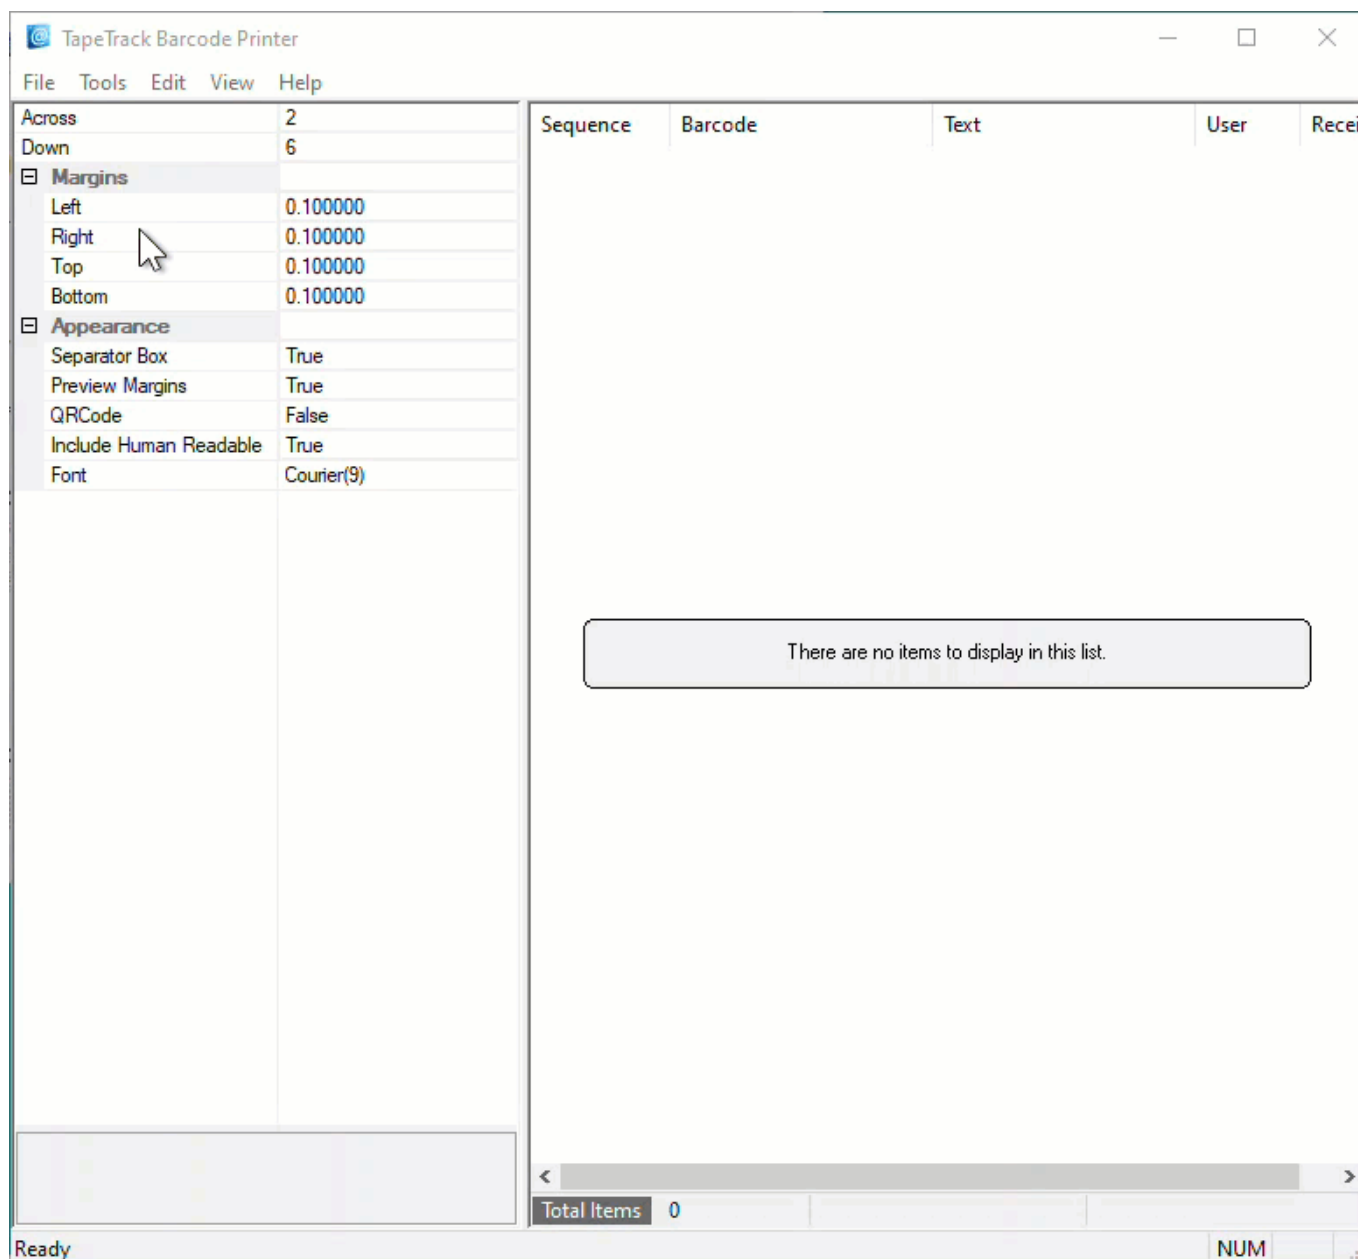 TapeTrack Barcode Printer
File Tools Edit View Help
Across 2
Down 6
Margins
Left 0.100000
Right 0.100000
Top 0.100000
Bottom 0.100000
Appearance
Separator Box True
Preview Margins True
QRCode False
Include Human Readable True
Font Courier(9)
Sequence Barcode Text User Recei
There are no items to display in this list.
Total Items 0
Ready NUM